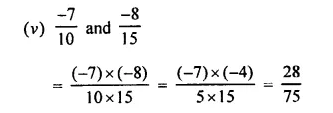 (v) -7/10 and -8/15
= (-7)×(-8)/10×15 = (-7)×(-4)/5×15 = 28/75